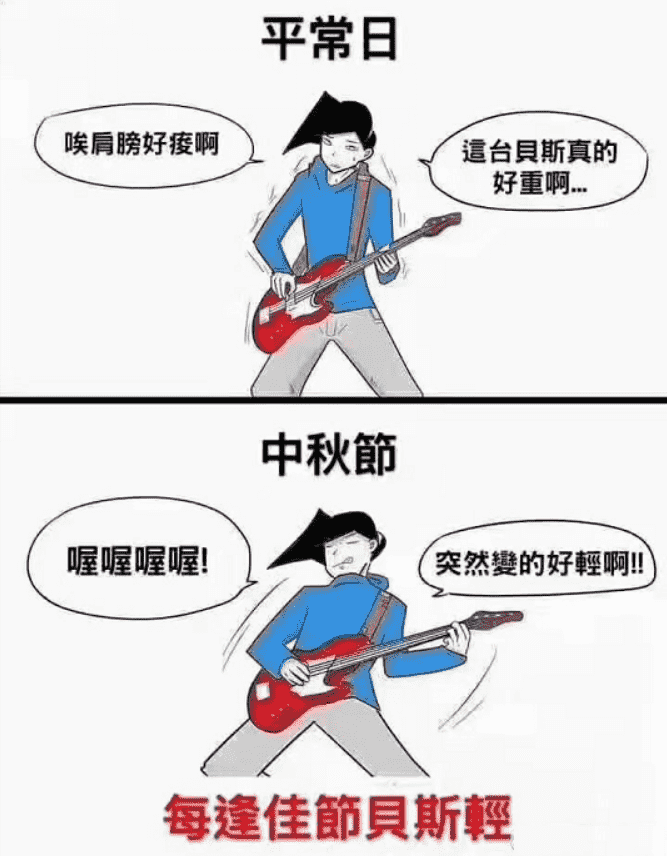 平常日
唉肩膀好痠啊
這台貝斯真的
好重啊...
中秋節
喔喔喔喔!
突然變的好輕啊!!
每逢佳節貝斯輕